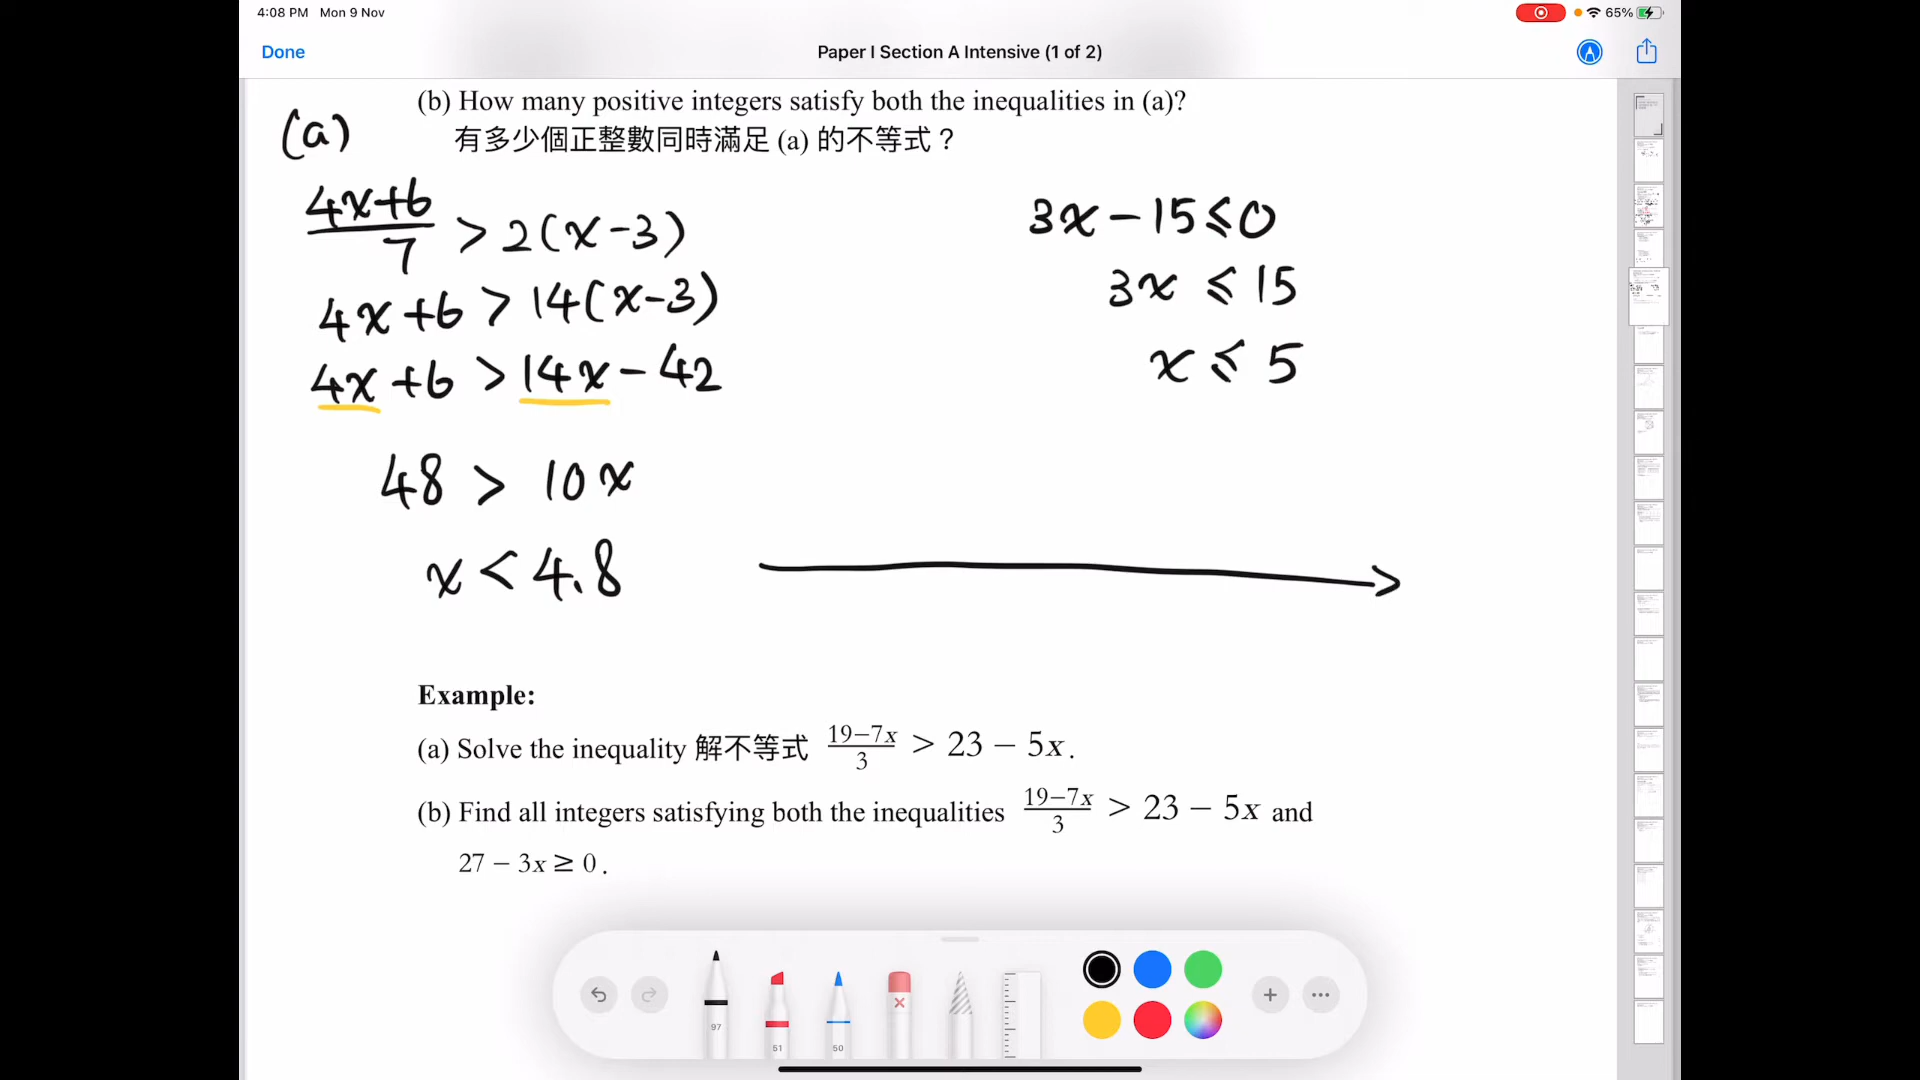 4:08 PM Mon 9 Nov
65%
Done
Paper I Section A Intensive (1 of 2)
(b) How many positive integers satisfy both the inequalities in (a)?
有多少個正整數同時滿足 (a) 的不等式？
(a)
4x+6/7 > 2(x-3)
4x+6 > 14(x-3)
4x+6 > 14x-42
48 > 10x
x < 4.8
3x-15⩽0
3x ⩽ 15
x ⩽ 5
Example:
(a) Solve the inequality 解不等式 19−7x/3 > 23 − 5x.
(b) Find all integers satisfying both the inequalities 19−7x/3 > 23 − 5x and
27 − 3x ≥ 0.
97
51
50